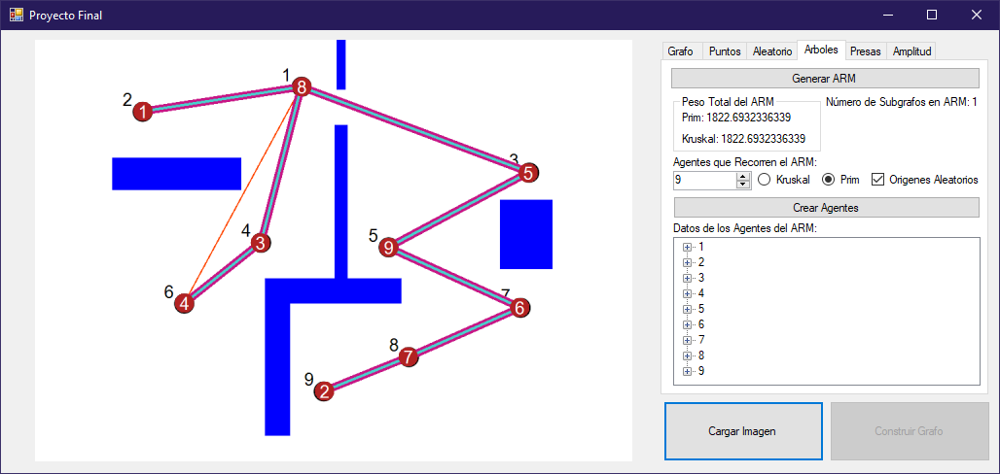 Proyecto Final
Grafo Puntos Aleatorio Arboles Presas Amplitud
Generar ARM
Peso Total del ARM
Prim: 1822.6932336339
Kruskal: 1822.6932336339
Número de Subgrafos en ARM: 1
Agentes que Recorren el ARM:
9 Kruskal Prim Origenes Aleatorios
Crear Agentes
Datos de los Agentes del ARM:
1
2
3
4
5
6
7
8
9
Cargar Imagen Construir Grafo
1
8
2
1
3
5
4
3
5
9
6
4
7
6
8
7
9
2